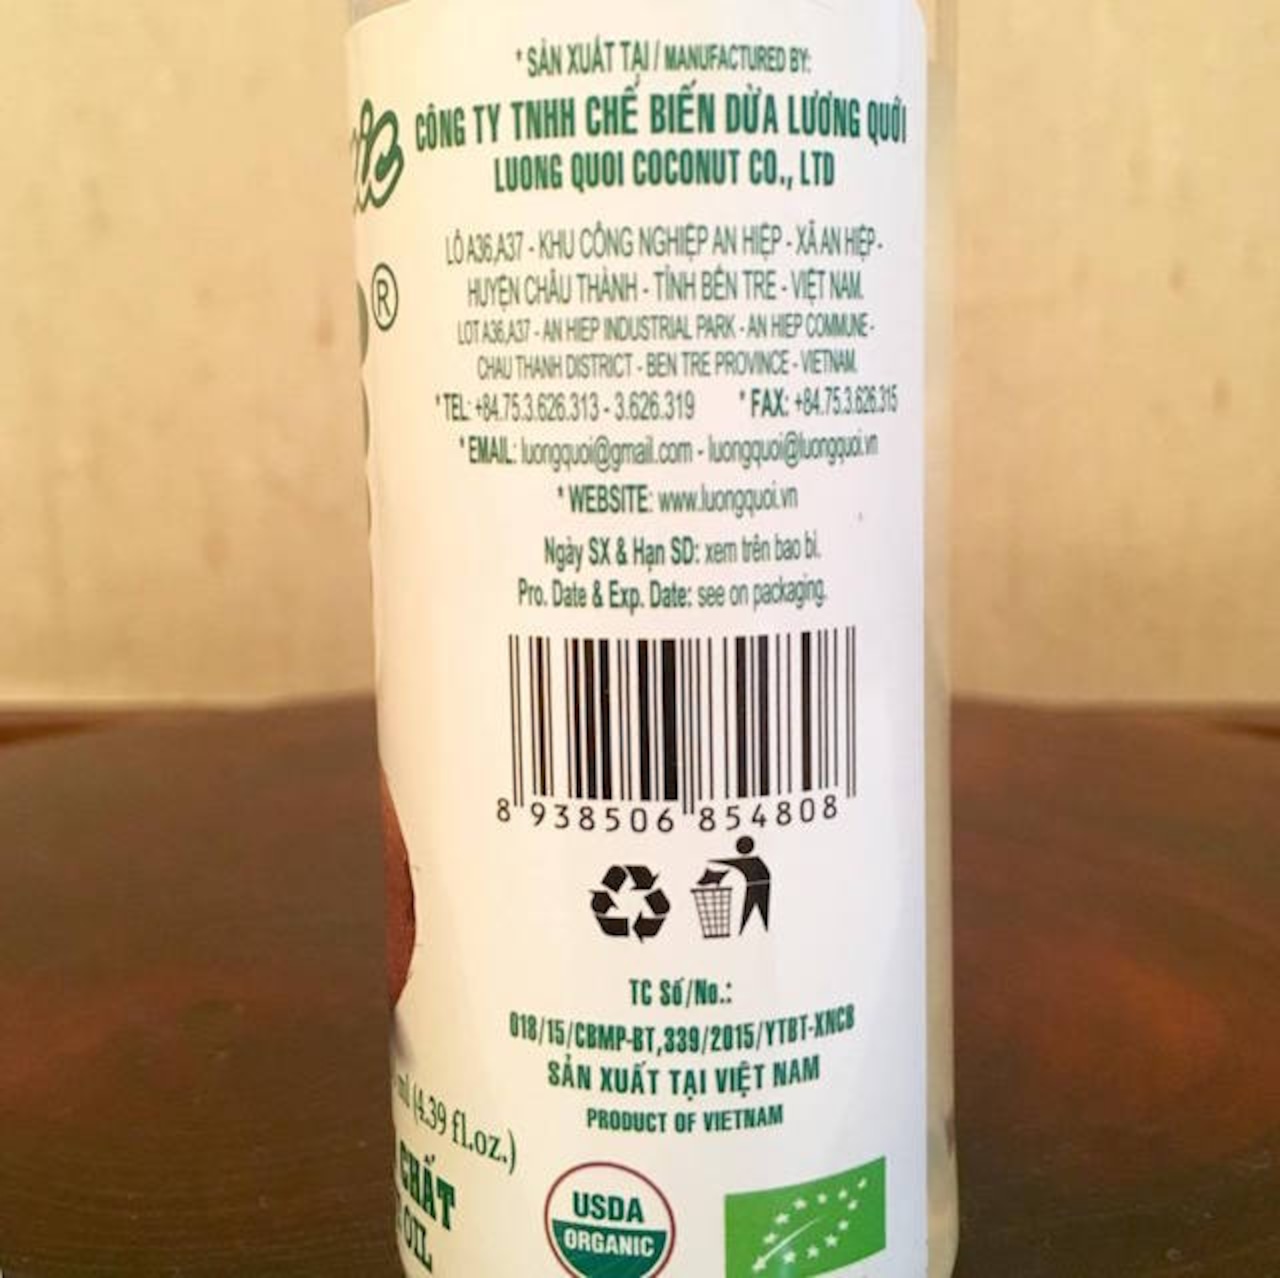 * SẢN XUẤT TẠI / MANUFACTURED BY:
CÔNG TY TNHH CHẾ BIẾN DỪA LƯƠNG QUỚI
LUONG QUOI COCONUT CO., LTD
LÔ A36,A37 - KHU CÔNG NGHIỆP AN HIỆP - XÃ AN HIỆP -
HUYỆN CHÂU THÀNH - TỈNH BẾN TRE - VIỆT NAM.
LOT A36,A37 - AN HIEP INDUSTRIAL PARK - AN HIEP COMMUNE -
CHAU THANH DISTRICT - BEN TRE PROVINCE - VIETNAM.
* TEL: +84.75.3.626.313 - 3.626.319 * FAX: +84.75.3.626.315
* EMAIL: luongquoi@gmail.com - luongquoi@luongquoi.vn
* WEBSITE: www.luongquoi.vn
Ngày SX & Hạn SD: xem trên bao bì.
Pro. Date & Exp. Date: see on packaging.
8 938506 854808
TC Số/No.:
018/15/CBMP-BT,339/2015/YTBT-XNCB
SẢN XUẤT TẠI VIỆT NAM
PRODUCT OF VIETNAM
ml (4.39 fl.oz.)
CHẤT
OIL
USDA
ORGANIC
®